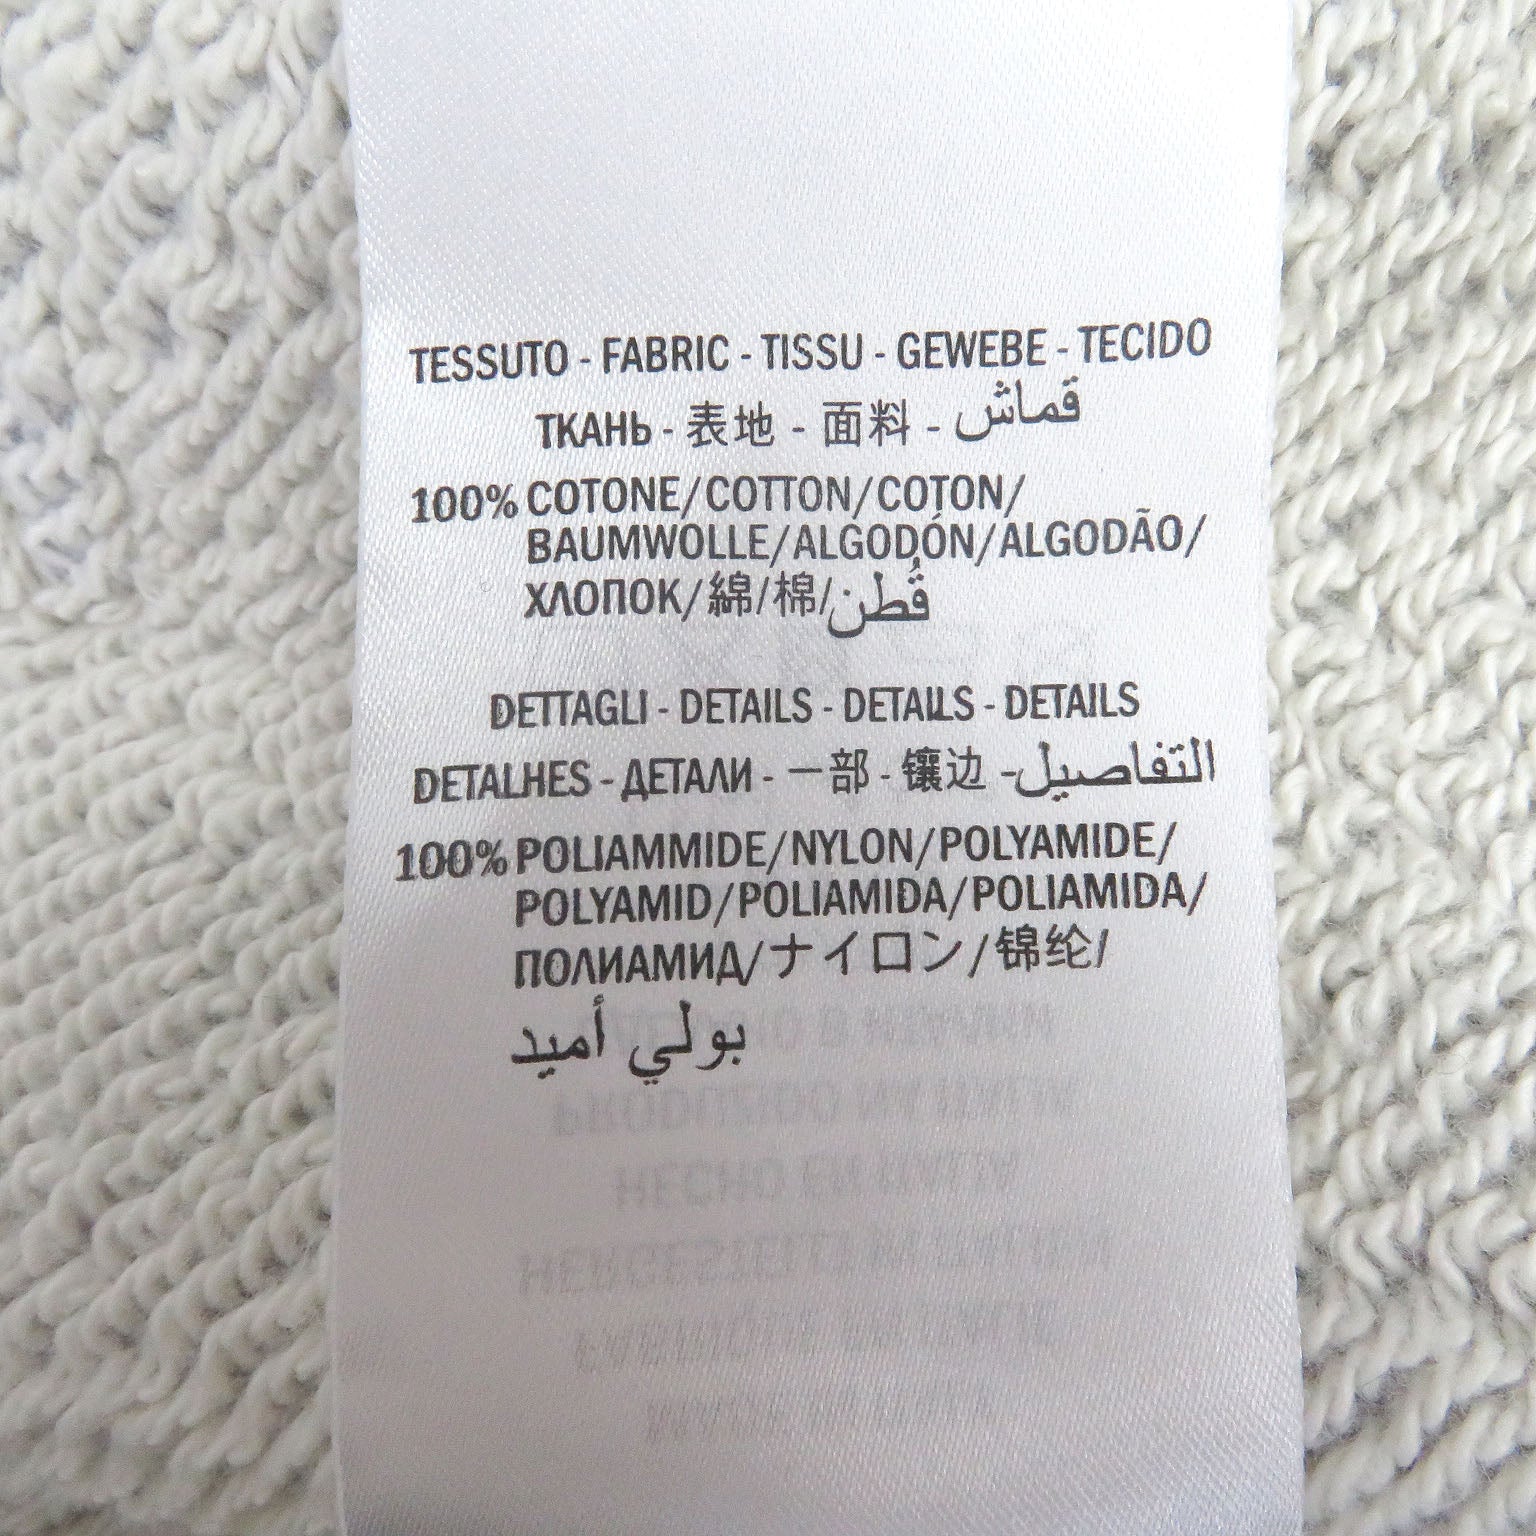 TESSUTO - FABRIC - TISSU - GEWEBE - TECIDO
ТКАНЬ - 表地 - 面料 - قماش
100% COTONE/COTTON/COTON/
BAUMWOLLE/ALGODÓN/ALGODÃO/
ХЛОПОК/綿/棉/قُطن
DETTAGLI - DETAILS - DETAILS - DETAILS
DETALHES - ДЕТАЛИ - 一部 - 镶边 - التفاصيل
100% POLIAMMIDE/NYLON/POLYAMIDE/
POLYAMID/POLIAMIDA/POLIAMIDA/
ПОЛИАМИД/ナイロン/锦纶/
بولي أميد